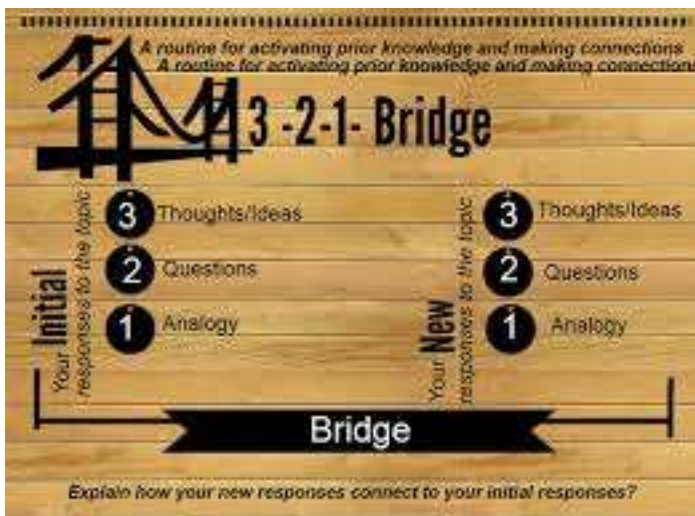 A routine for activating prior knowledge and making connections
A routine for activating prior knowledge and making connections
3 -2-1- Bridge
Your Initial
responses to the topic
3 Thoughts/Ideas
2 Questions
1 Analogy
Your New
responses to the topic
3 Thoughts/Ideas
2 Questions
1 Analogy
Bridge
Explain how your new responses connect to your initial responses?